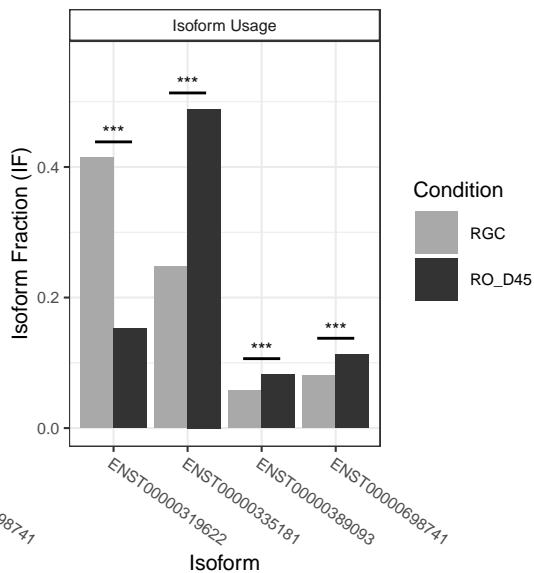 Isoform Usage
***
***
***
***
Isoform Fraction (IF)
0.4
0.2
0.0
Condition
RGC
RO_D45
ENST00000319622
ENST00000335181
ENST00000389093
ENST00000698741
98741
Isoform